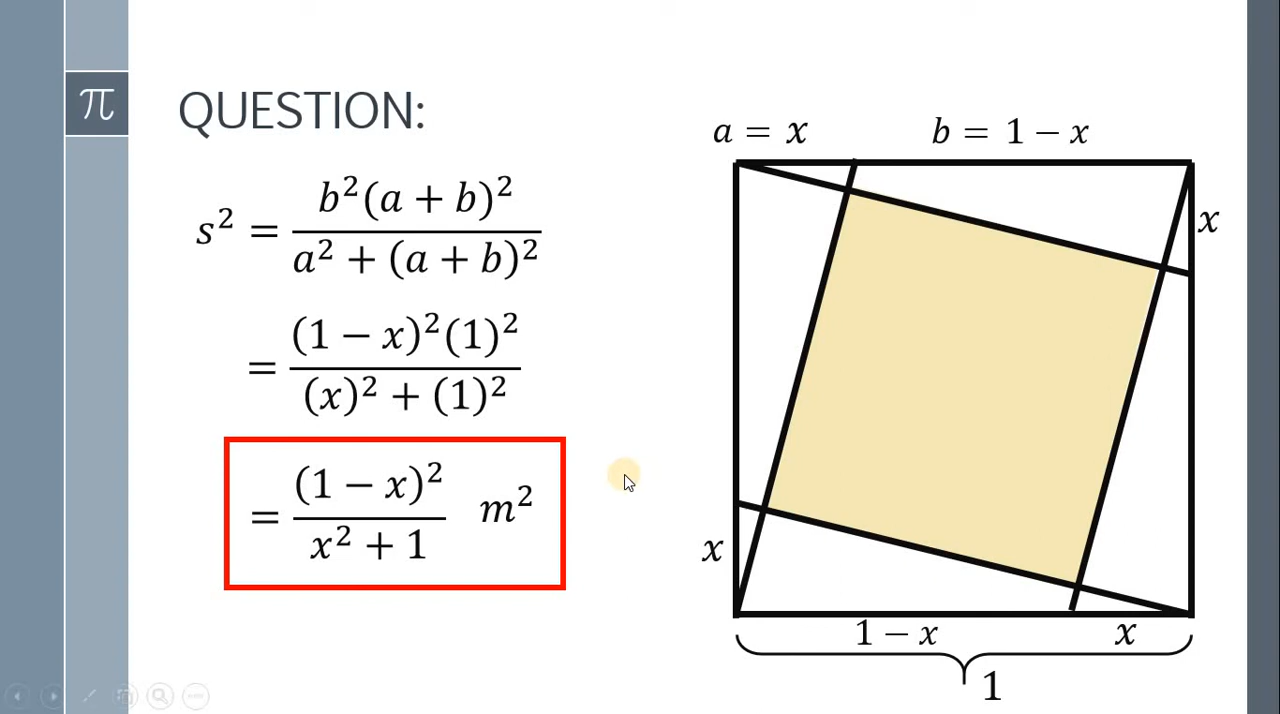 π
QUESTION:
a = x
b = 1 − x
s² = b²(a + b)² / a² + (a + b)²
= (1 − x)²(1)² / (x)² + (1)²
= (1 − x)² / x² + 1 m²
x
x
1 − x
x
1